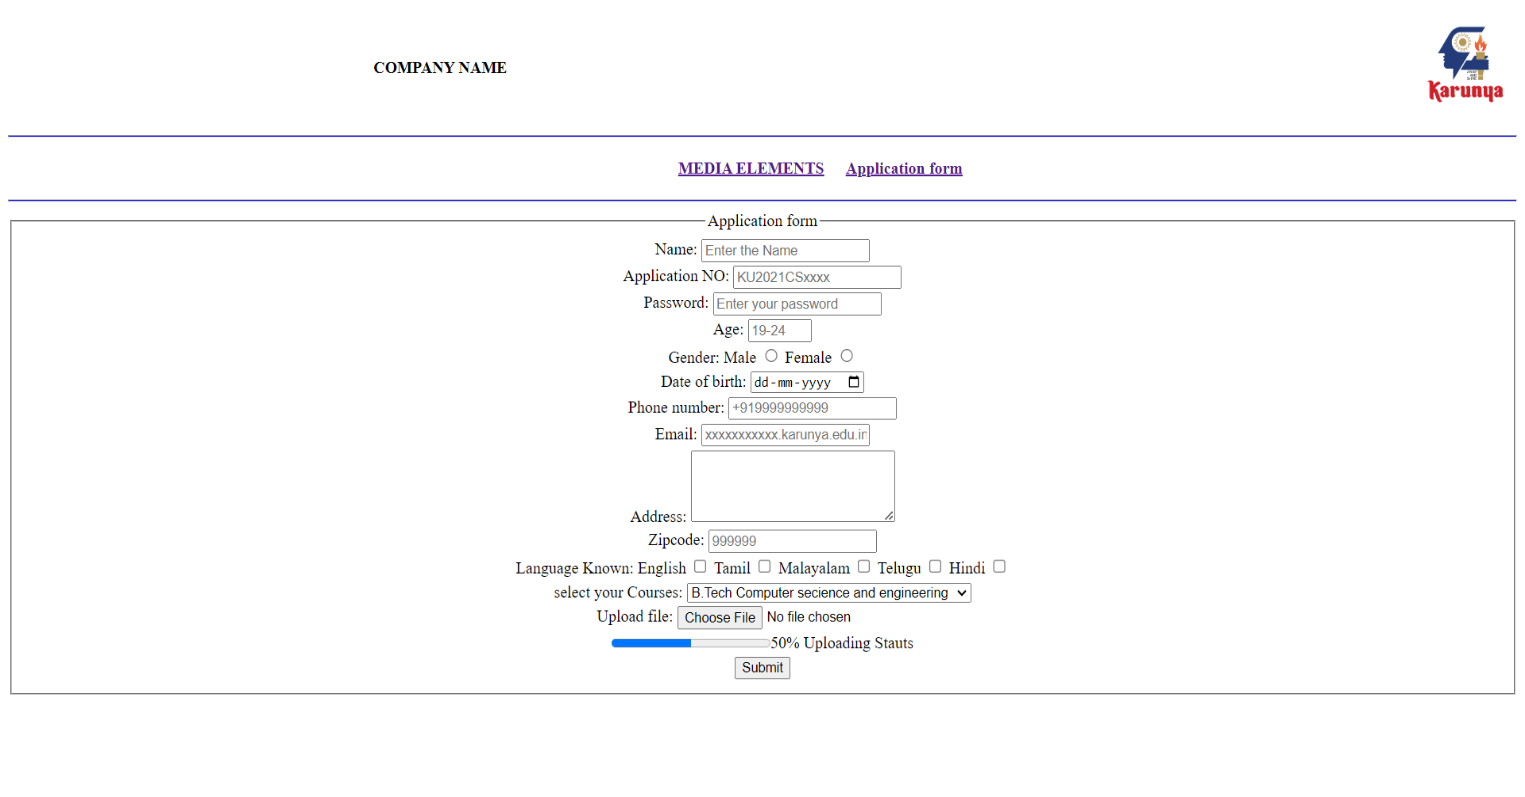 COMPANY NAME
Karunya
MEDIA ELEMENTS Application form
Application form
Name: Enter the Name
Application NO: KU2021CSxxxx
Password: Enter your password
Age: 19-24
Gender: Male Female
Date of birth: dd-mm-yyyy
Phone number: +919999999999
Email: xxxxxxxxxxx.karunya.edu.in
Address:
Zipcode: 999999
Language Known: English Tamil Malayalam Telugu Hindi
select your Courses: B.Tech Computer secience and engineering
Upload file: Choose File No file chosen
50% Uploading Stauts
Submit